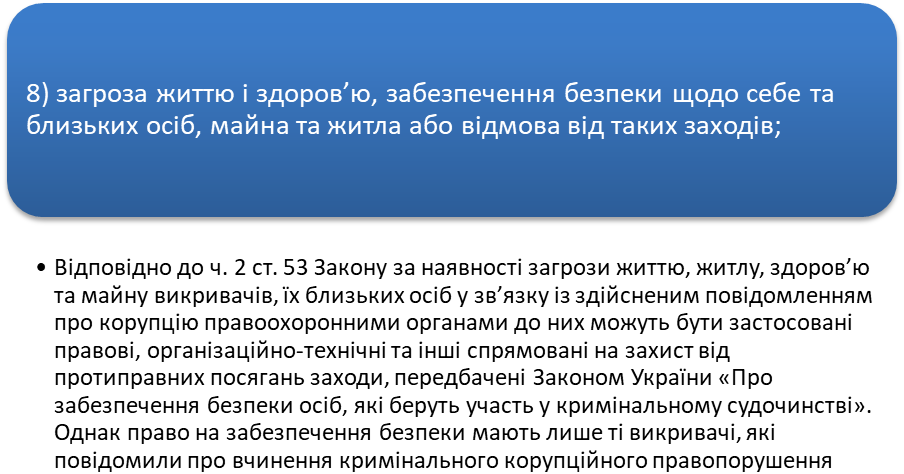 8) загроза життю і здоров’ю, забезпечення безпеки щодо себе та
близьких осіб, майна та житла або відмова від таких заходів;
• Відповідно до ч. 2 ст. 53 Закону за наявності загрози життю, житлу, здоров’ю
та майну викривачів, їх близьких осіб у зв’язку із здійсненим повідомленням
про корупцію правоохоронними органами до них можуть бути застосовані
правові, організаційно-технічні та інші спрямовані на захист від
протиправних посягань заходи, передбачені Законом України «Про
забезпечення безпеки осіб, які беруть участь у кримінальному судочинстві».
Однак право на забезпечення безпеки мають лише ті викривачі, які
повідомили про вчинення кримінального корупційного правопорушення